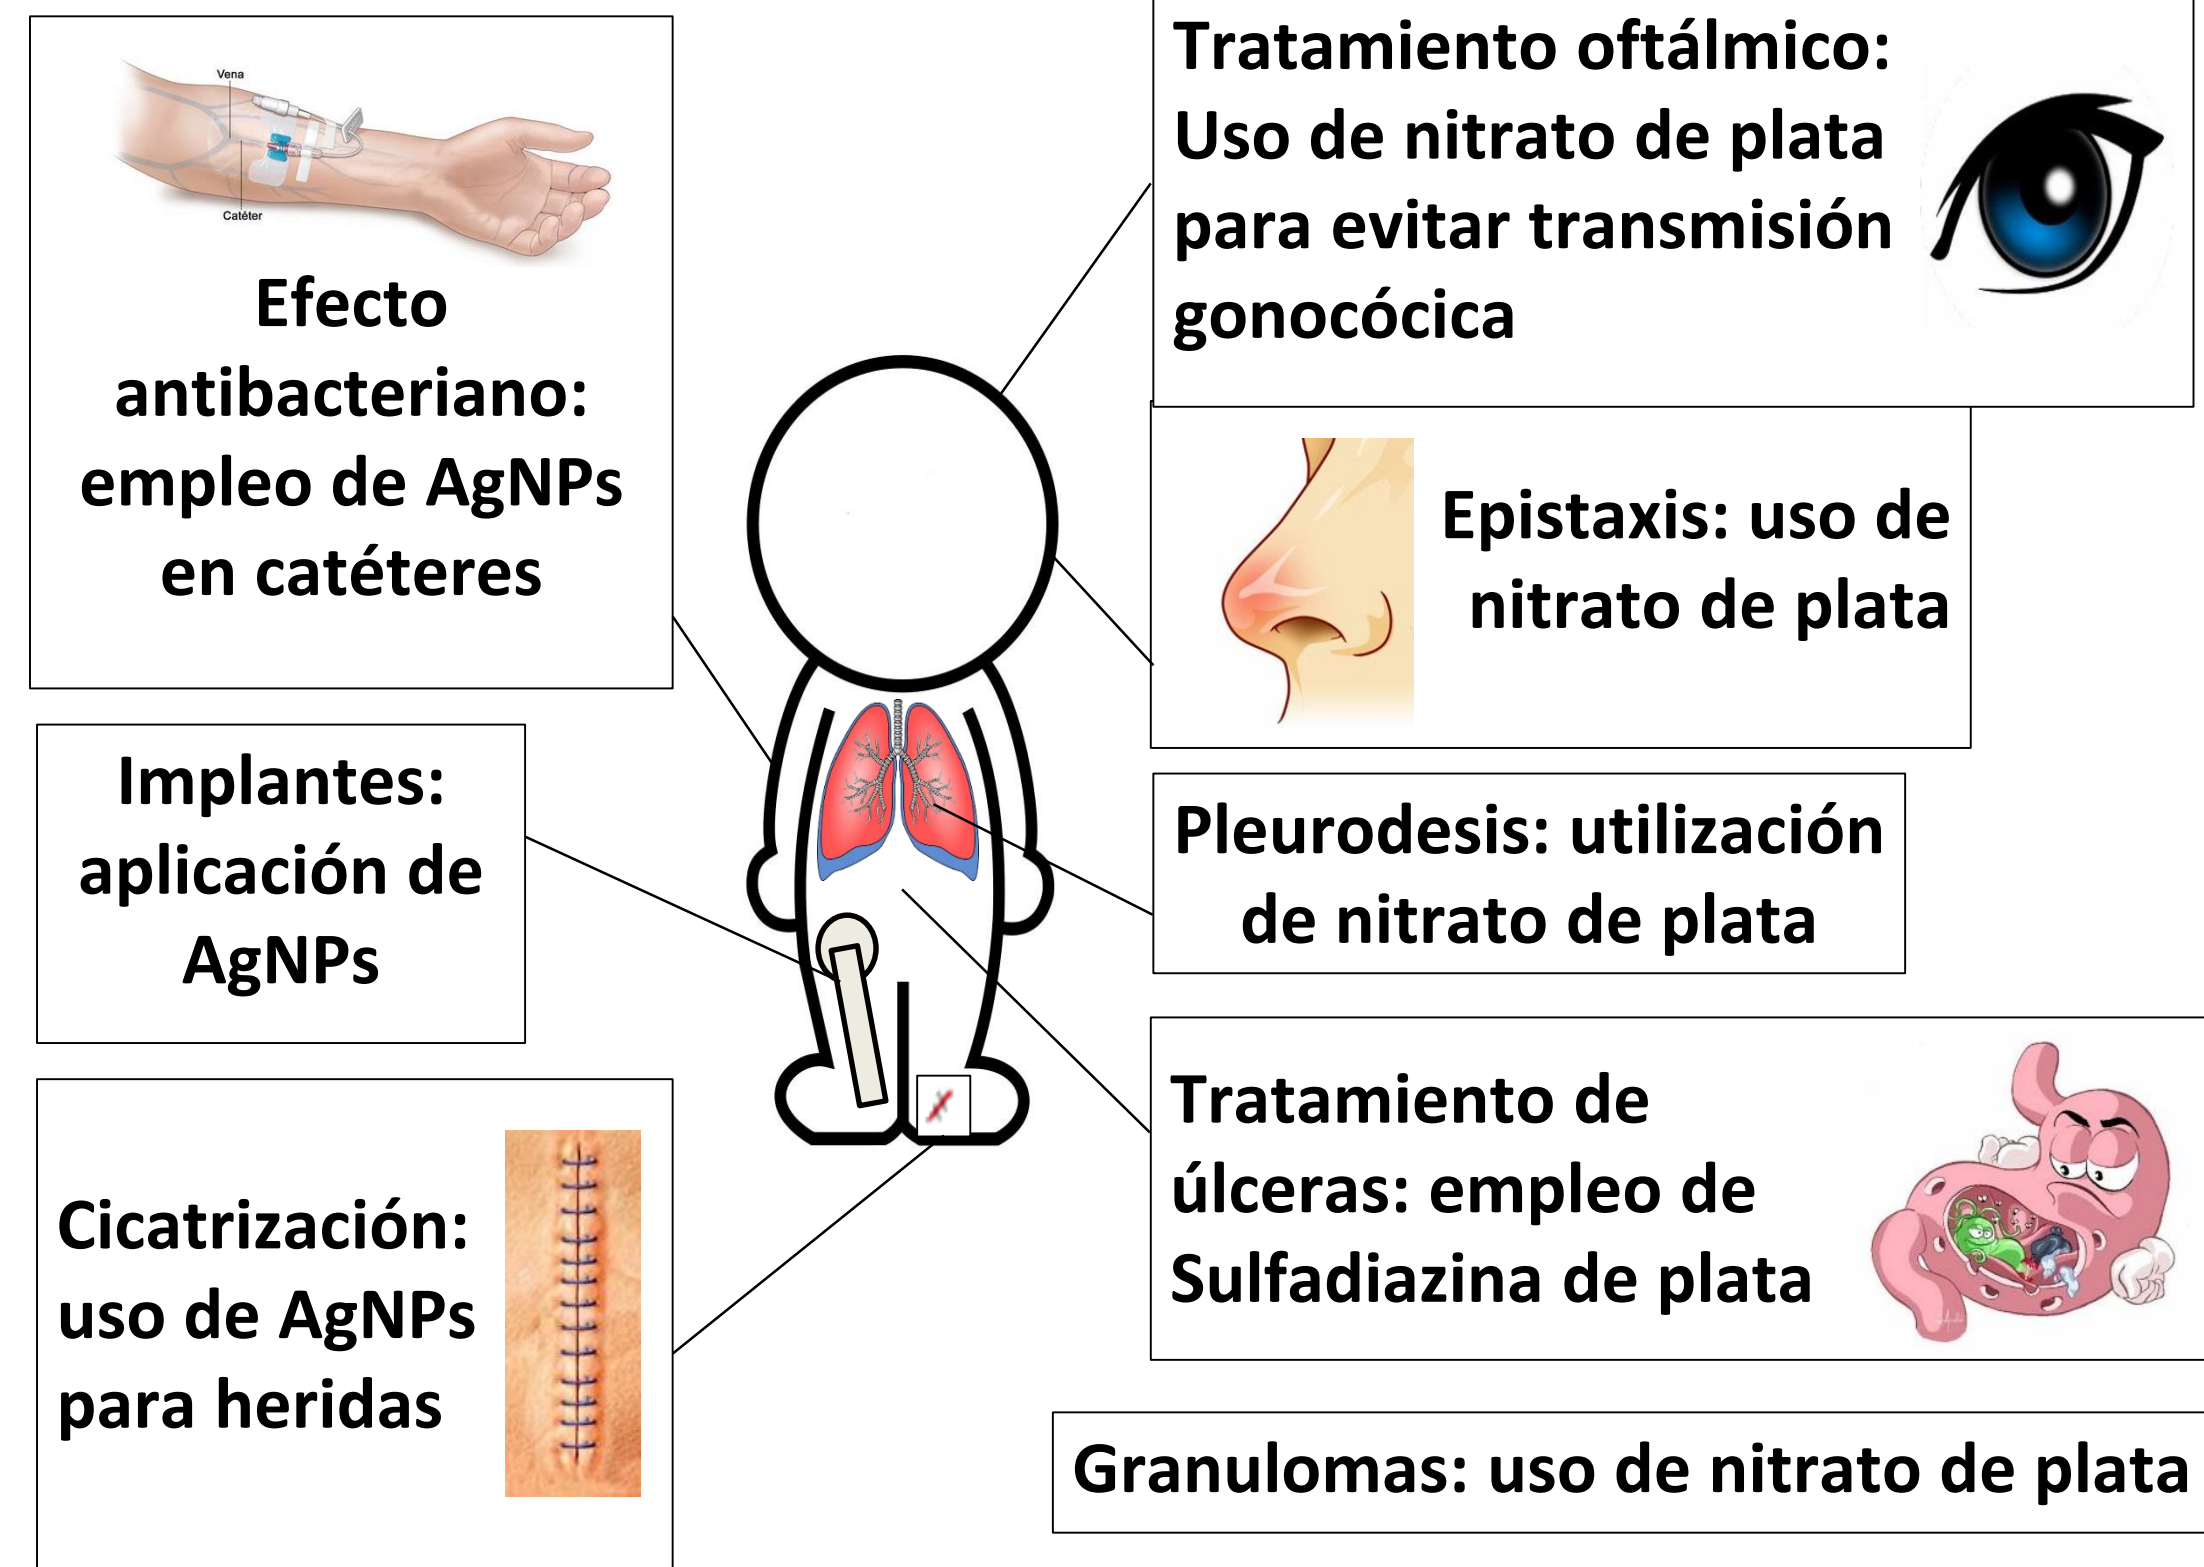 Vena
Catéter
Efecto
antibacteriano:
empleo de AgNPs
en catéteres
Implantes:
aplicación de
AgNPs
Cicatrización:
uso de AgNPs
para heridas
Tratamiento oftálmico:
Uso de nitrato de plata
para evitar transmisión
gonocócica
Epistaxis: uso de
nitrato de plata
Pleurodesis: utilización
de nitrato de plata
Tratamiento de
úlceras: empleo de
Sulfadiazina de plata
Granulomas: uso de nitrato de plata